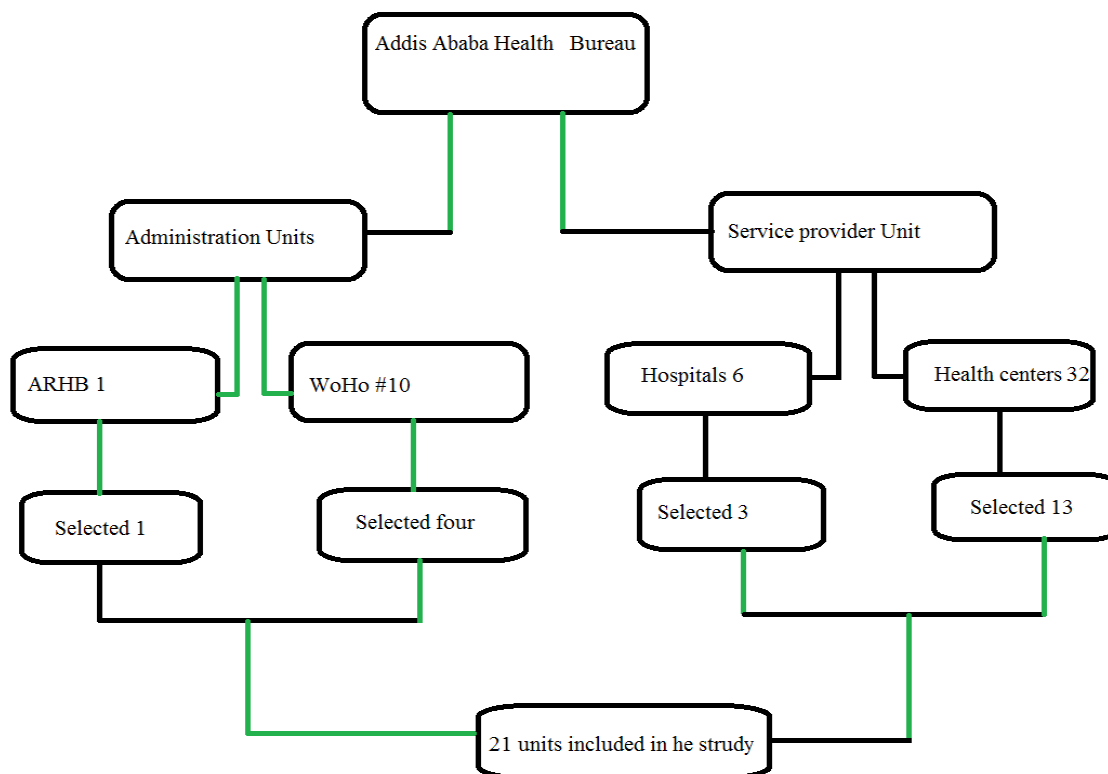 Addis Ababa Health Bureau
Administration Units
Service provider Unit
ARHB 1
WoHo #10
Hospitals 6
Health centers 32
Selected 1
Selected four
Selected 3
Selected 13
21 units included in he strudy